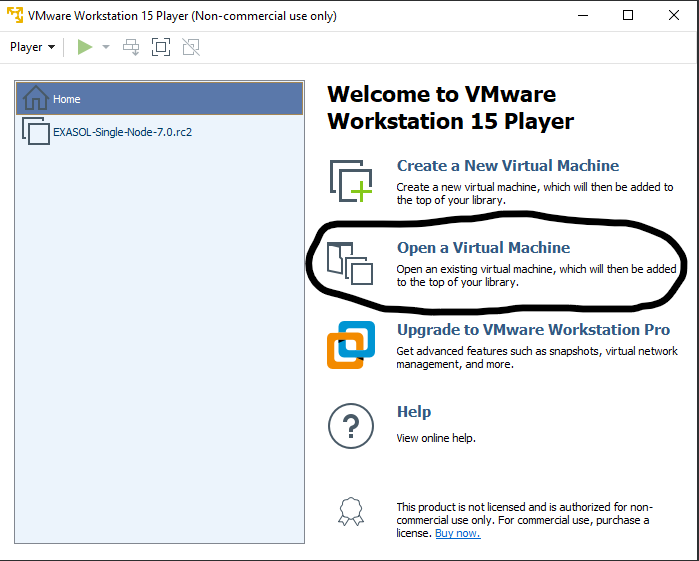 VMware Workstation 15 Player (Non-commercial use only)
Player
Home
EXASOL-Single-Node-7.0.rc2
Welcome to VMware
Workstation 15 Player
Create a New Virtual Machine
Create a new virtual machine, which will then be added
to the top of your library.
Open a Virtual Machine
Open an existing virtual machine, which will then be added
to the top of your library.
Upgrade to VMware Workstation Pro
Get advanced features such as snapshots, virtual network
management, and more.
?
Help
View online help.
This product is not licensed and is authorized for non-
commercial use only. For commercial use, purchase a
license. Buy now.